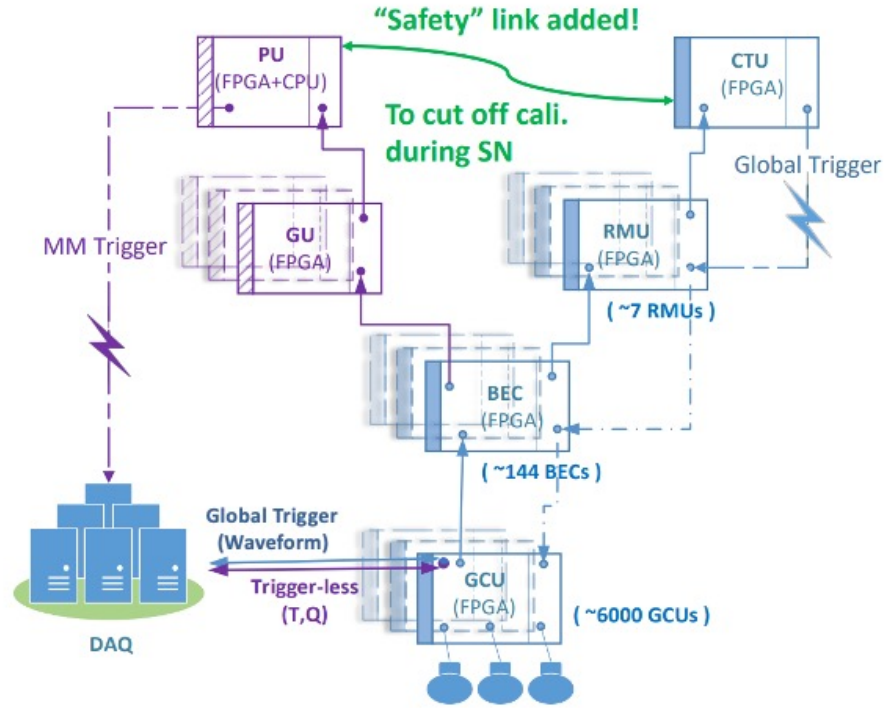 “Safety” link added!
PU
(FPGA+CPU)
CTU
(FPGA)
To cut off cali.
during SN
Global Trigger
MM Trigger
GU
(FPGA)
RMU
(FPGA)
( ~7 RMUs )
BEC
(FPGA)
( ~144 BECs )
Global Trigger
(Waveform)
Trigger-less
(T,Q)
GCU
(FPGA)
( ~6000 GCUs )
DAQ